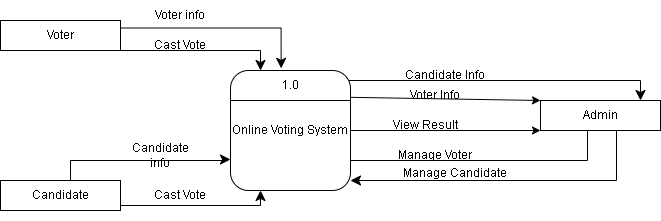 Voter info
Voter
Cast Vote
1.0
Candidate Info
Voter Info
Admin
Online Voting System
View Result
Candidate
info
Manage Voter
Manage Candidate
Candidate
Cast Vote